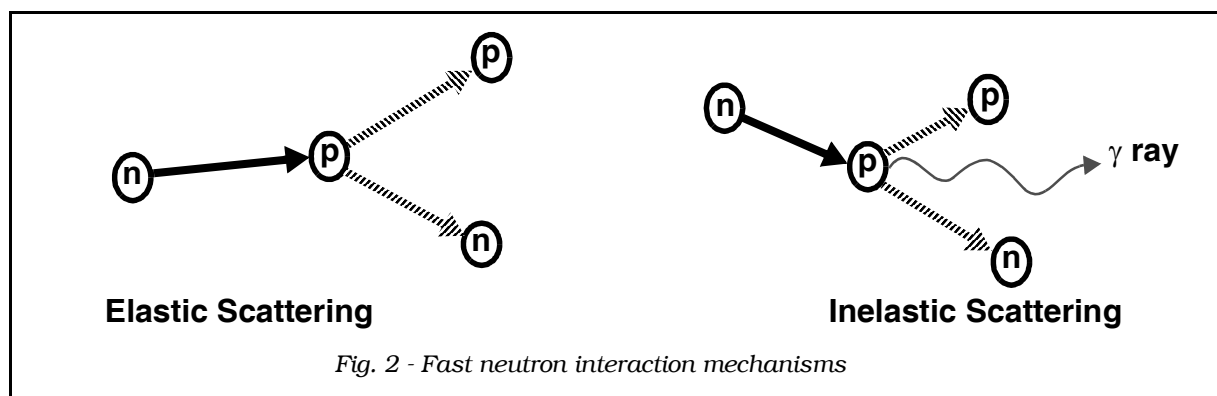 n
p
p
n
Elastic Scattering
n
p
p
γ ray
n
Inelastic Scattering
Fig. 2 - Fast neutron interaction mechanisms